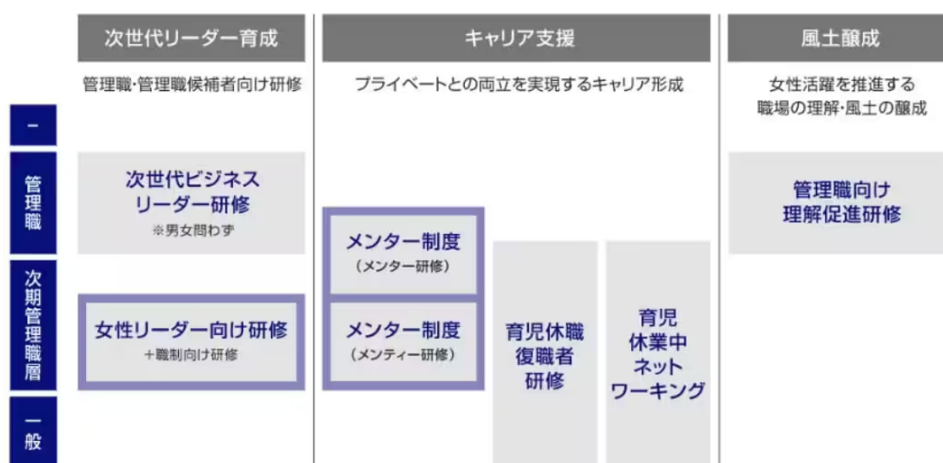 次世代リーダー育成
キャリア支援
風土醸成
管理職・管理職候補者向け研修
プライベートとの両立を実現するキャリア形成
女性活躍を推進する
職場の理解・風土の醸成
－
管理職
次世代ビジネス
リーダー研修
※男女問わず
管理職向け
理解促進研修
メンター制度
（メンター研修）
次期管理職層
女性リーダー向け研修
＋職制向け研修
メンター制度
（メンティー研修）
育児休職
復職者
研修
育児
休業中
ネット
ワーキング
一般